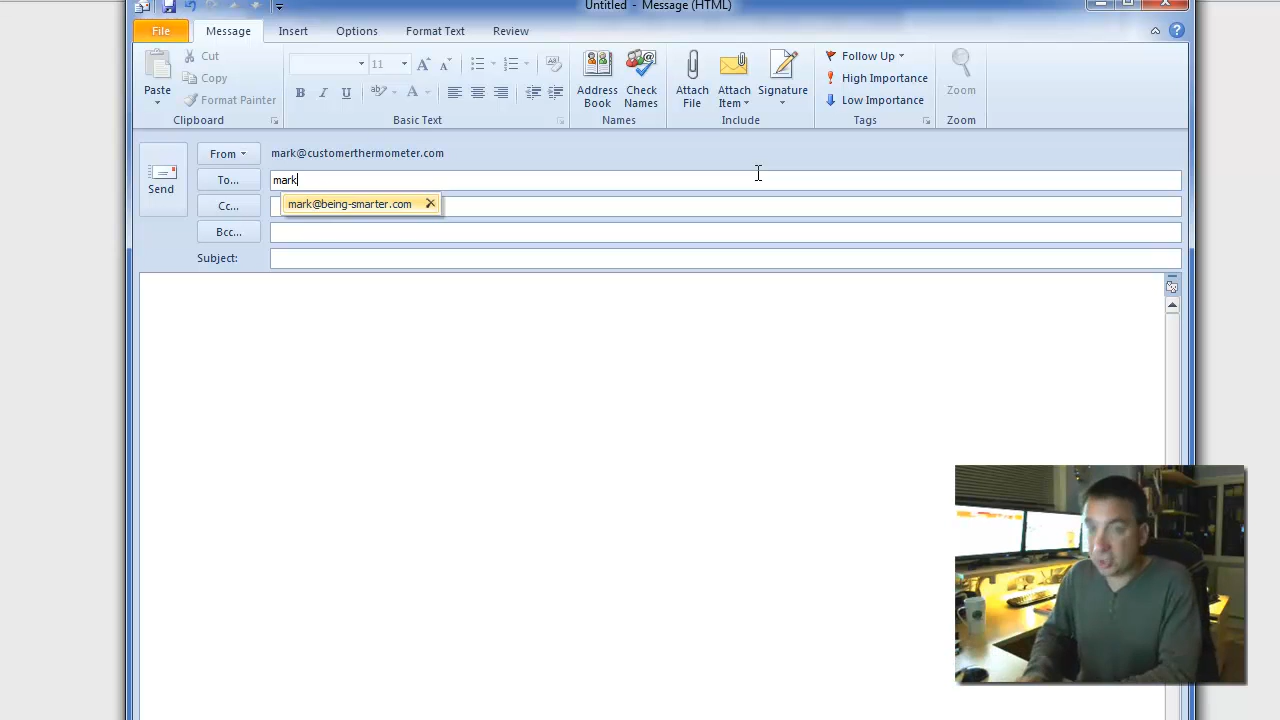 Untitled - Message (HTML)
File Message Insert Options Format Text Review
Paste Cut Copy Format Painter
Clipboard
11
B I U A
Basic Text
Address Book Check Names
Names
Attach File Attach Item Signature
Include
Follow Up
High Importance
Low Importance
Tags
Zoom
Zoom
Send
From mark@customerthermometer.com
To... mark
mark@being-smarter.com
Cc...
Bcc...
Subject: